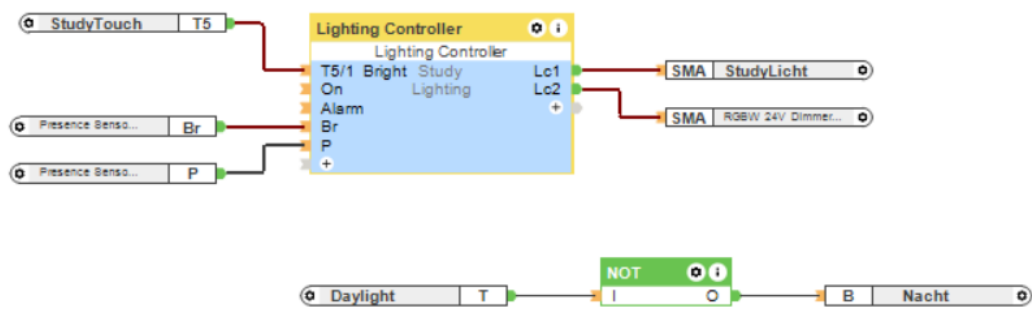 StudyTouch T5
Lighting Controller
Lighting Controller
T5/1 Bright Study Lc1
On Lighting Lc2
Alarm
Br
P
Presence Senso... Br
Presence Senso... P
SMA StudyLicht
SMA RGBW 24V Dimmer...
NOT
Daylight T
I O
B Nacht